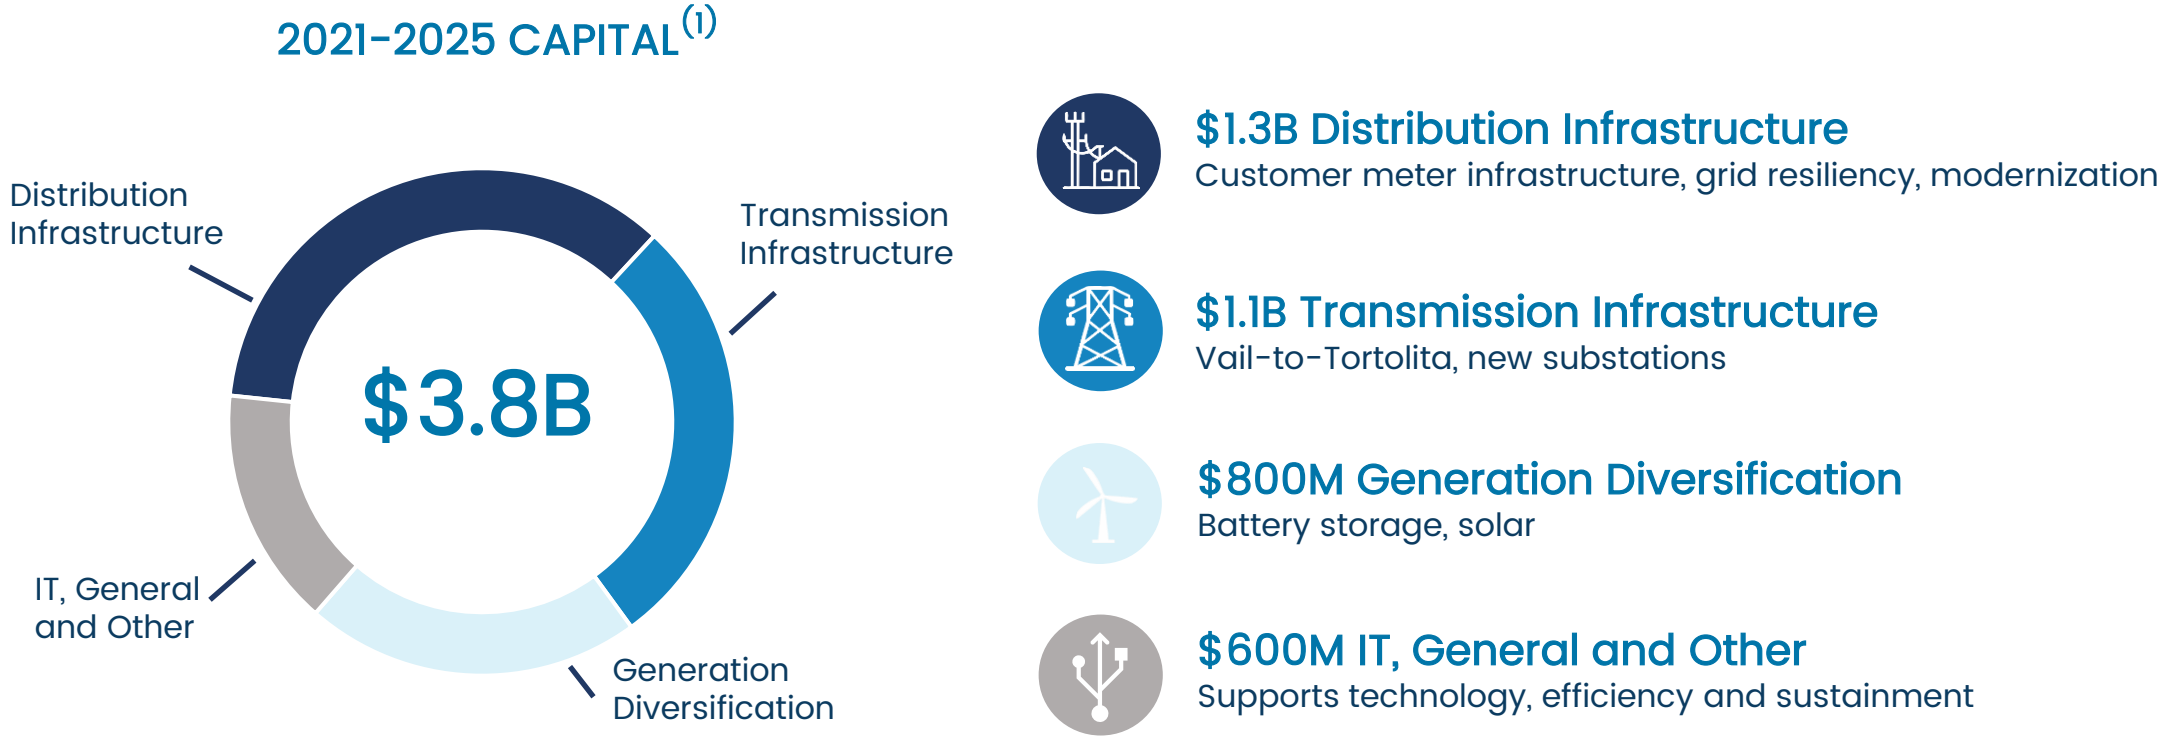 2021-2025 CAPITAL(1)
Distribution
Infrastructure
Transmission
Infrastructure
$3.8B
IT, General
and Other
Generation
Diversification
$1.3B Distribution Infrastructure
Customer meter infrastructure, grid resiliency, modernization
$1.1B Transmission Infrastructure
Vail-to-Tortolita, new substations
$800M Generation Diversification
Battery storage, solar
$600M IT, General and Other
Supports technology, efficiency and sustainment